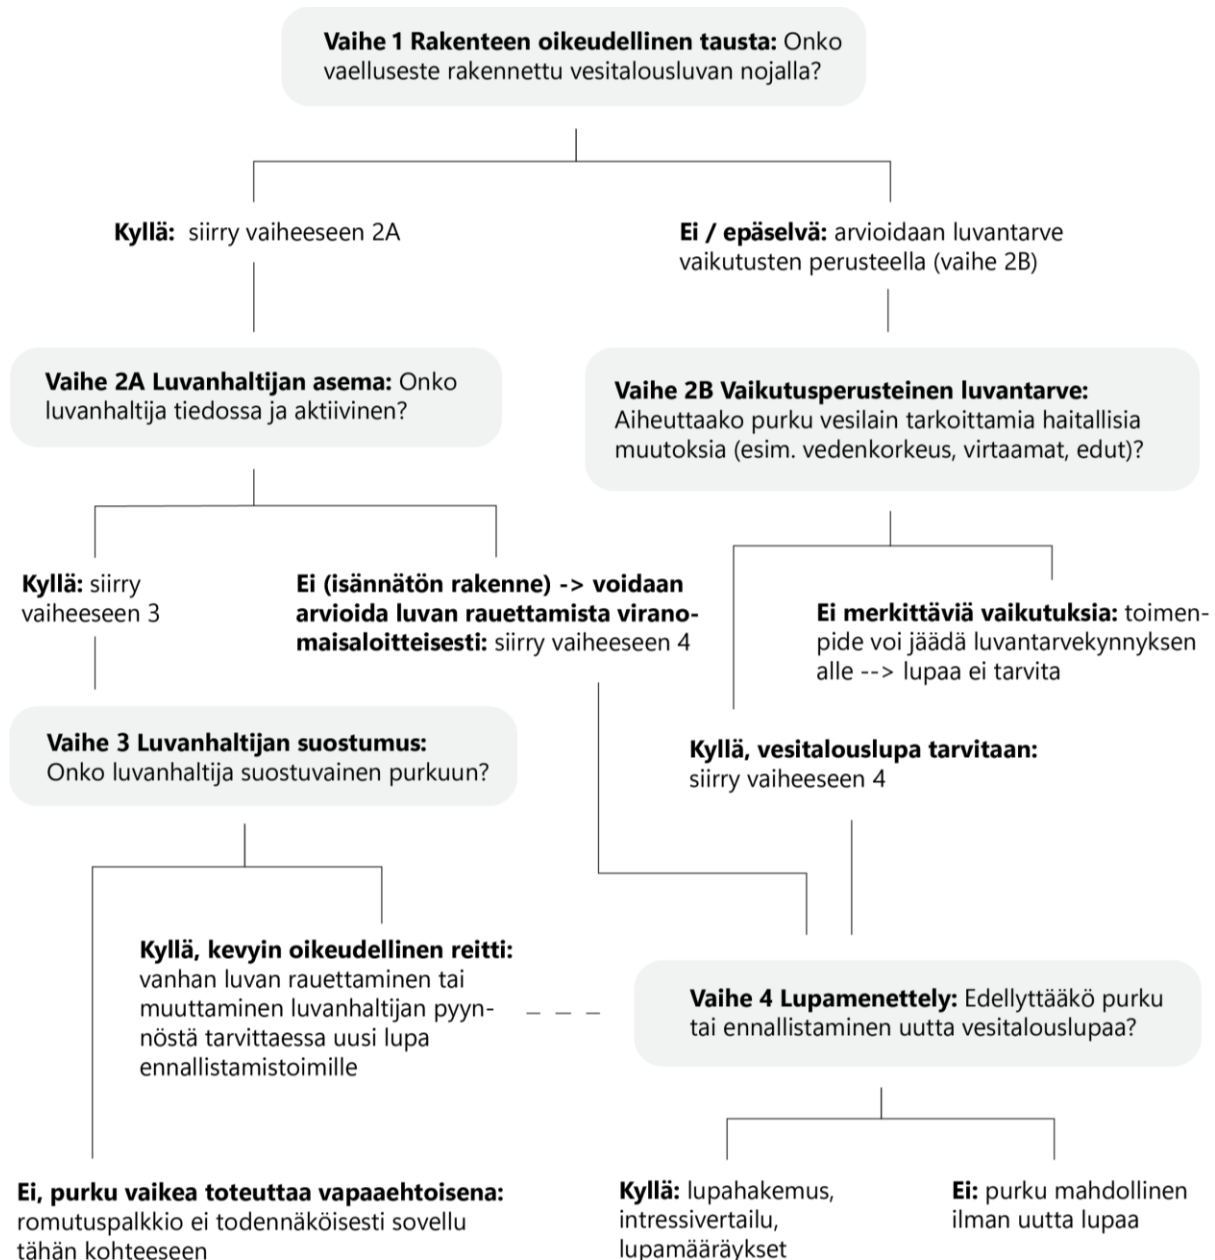 Vaihe 1 Rakenteen oikeudellinen tausta: Onko
vaelluseste rakennettu vesitalousluvan nojalla?
Kyllä: siirry vaiheeseen 2A
Ei / epäselvä: arvioidaan luvantarve
vaikutusten perusteella (vaihe 2B)
Vaihe 2A Luvanhaltijan asema: Onko
luvanhaltija tiedossa ja aktiivinen?
Vaihe 2B Vaikutusperusteinen luvantarve:
Aiheuttaako purku vesilain tarkoittamia haitallisia
muutoksia (esim. vedenkorkeus, virtaamat, edut)?
Kyllä: siirry
vaiheeseen 3
Ei (isännätön rakenne) -> voidaan
arvioida luvan rauettamista virano-
maisaloitteisesti: siirry vaiheeseen 4
Ei merkittäviä vaikutuksia: toimen-
pide voi jäädä luvantarvekynnyksen
alle --> lupaa ei tarvita
Vaihe 3 Luvanhaltijan suostumus:
Onko luvanhaltija suostuvainen purkuun?
Kyllä, vesitalouslupa tarvitaan:
siirry vaiheeseen 4
Kyllä, kevyin oikeudellinen reitti:
vanhan luvan rauettaminen tai
muuttaminen luvanhaltijan pyyn-
nöstä tarvittaessa uusi lupa
ennallistamistoimille
Vaihe 4 Lupamenettely: Edellyttääkö purku
tai ennallistaminen uutta vesitalouslupaa?
Ei, purku vaikea toteuttaa vapaaehtoisena:
romutuspalkkio ei todennäköisesti sovellu
tähän kohteeseen
Kyllä: lupahakemus,
intressivertailu,
lupamääräykset
Ei: purku mahdollinen
ilman uutta lupaa